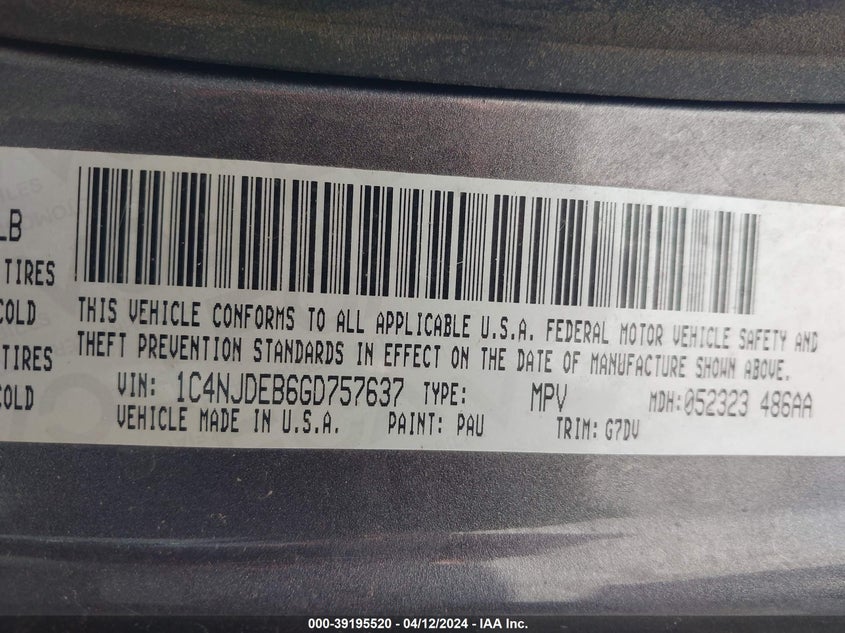 LB
TIRES
COLD
TIRES
COLD
THIS VEHICLE CONFORMS TO ALL APPLICABLE U.S.A. FEDERAL MOTOR VEHICLE SAFETY AND
THEFT PREVENTION STANDARDS IN EFFECT ON THE DATE OF MANUFACTURE SHOWN ABOVE.
VIN: 1C4NJDEB6GD757637 TYPE: MPV MDH:052323 486AA
VEHICLE MADE IN U.S.A. PAINT: PAU TRIM: G7DV
000-39195520 - 04/12/2024 - IAA Inc.